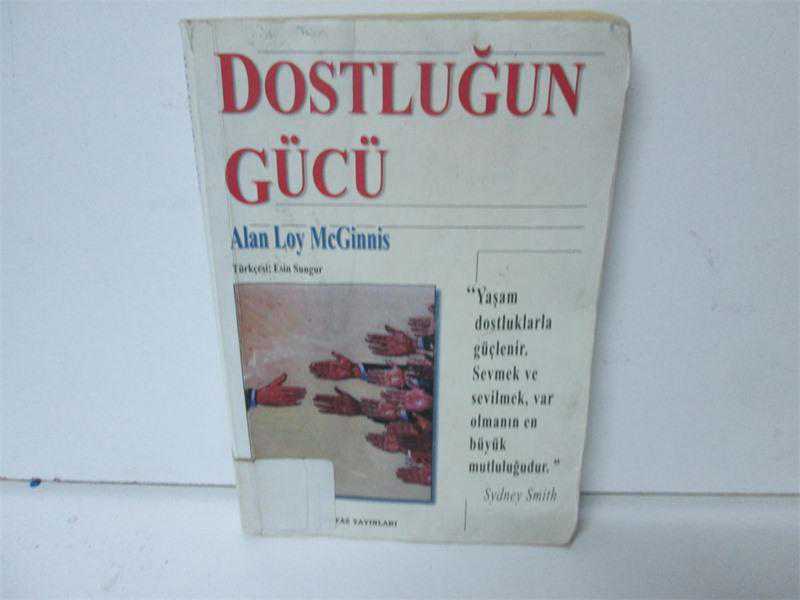 DOSTLUĞUN
GÜCÜ
Alan Loy McGinnis
Türkçesi: Esin Sungur
“Yaşam
dostluklarla
güçlenir.
Sevmek ve
sevilmek, var
olmanın en
büyük
mutluluğudur.”
Sydney Smith
YAYINLARI